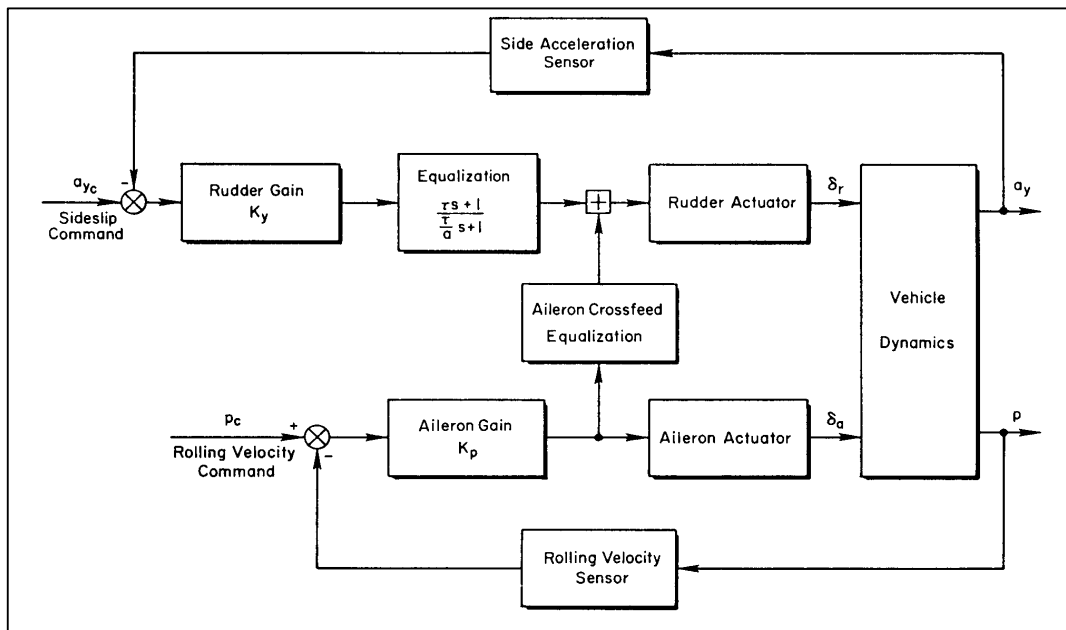 Side Acceleration
Sensor
-
a_yc
Sideslip
Command
Rudder Gain
K_y
Equalization
τs + 1
τ/a s + 1
+
Rudder Actuator
δ_r
a_y
Aileron Crossfeed
Equalization
Vehicle
Dynamics
p_c
+
Rolling Velocity
Command
-
Aileron Gain
K_p
Aileron Actuator
δ_a
p
Rolling Velocity
Sensor